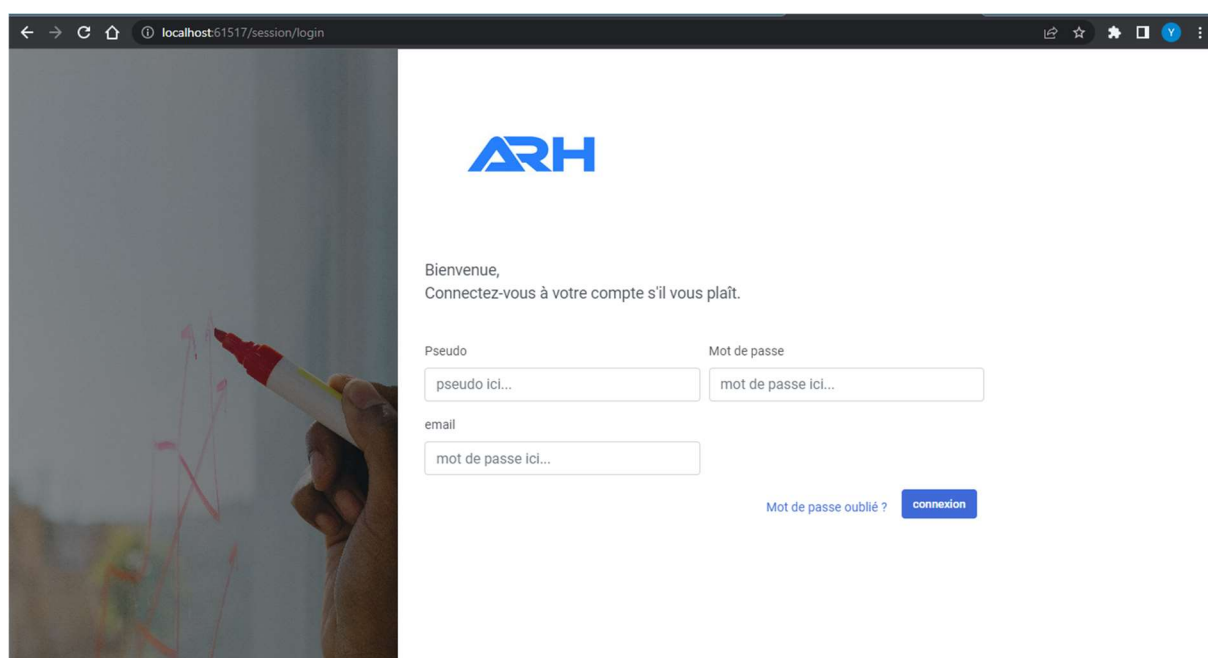 localhost:61517/session/login
Y
ARH
Bienvenue,
Connectez-vous à votre compte s'il vous plaît.
Pseudo
Mot de passe
pseudo ici...
mot de passe ici...
email
mot de passe ici...
Mot de passe oublié ?
connexion